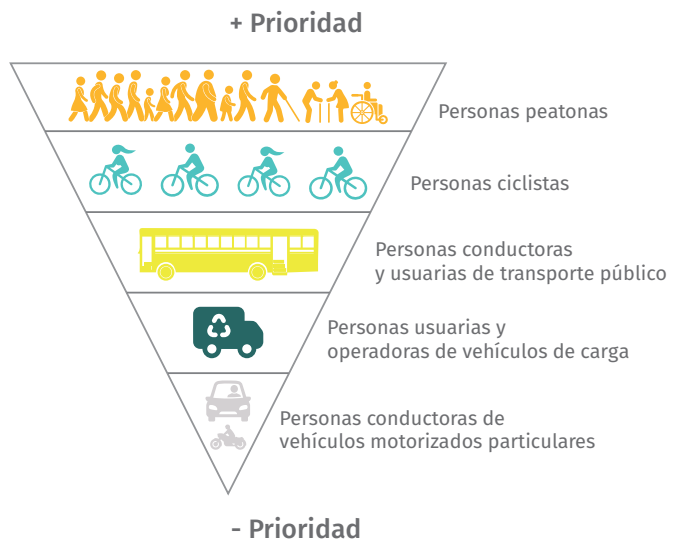 + Prioridad
Personas peatonas
Personas ciclistas
Personas conductoras
y usuarias de transporte público
Personas usuarias y
operadoras de vehículos de carga
Personas conductoras de
vehículos motorizados particulares
- Prioridad